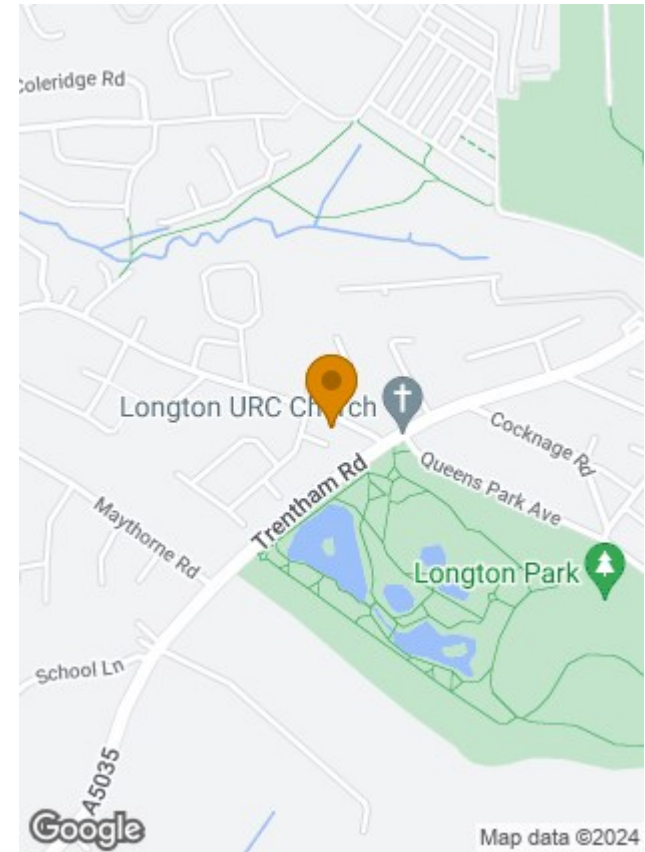 Coleridge Rd
Longton URC Church
Cocknage Rd
Trentham Rd
Queens Park Ave
Maythorne Rd
Longton Park
School Ln
A5035
Google
Map data ©2024